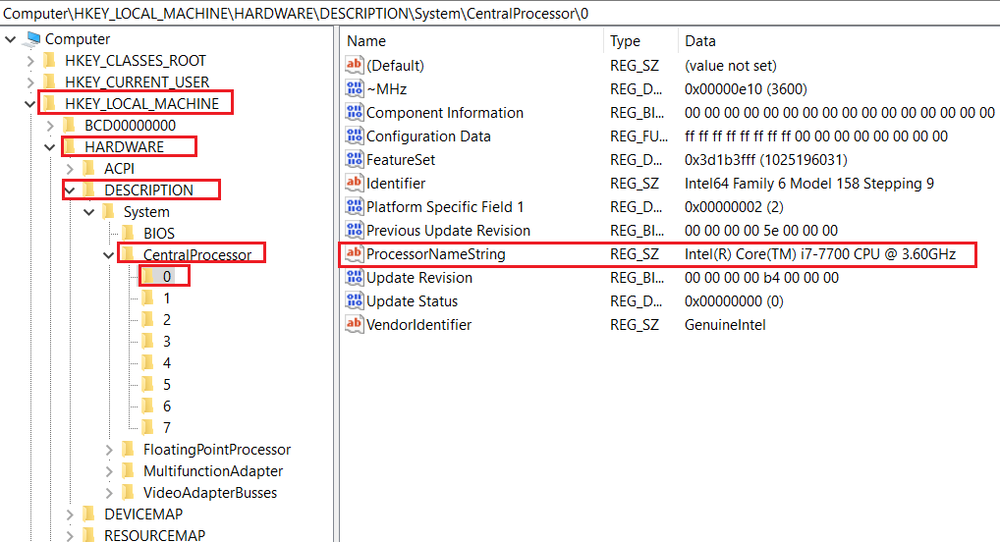 Computer\HKEY_LOCAL_MACHINE\HARDWARE\DESCRIPTION\System\CentralProcessor\0
Computer
HKEY_CLASSES_ROOT
HKEY_CURRENT_USER
HKEY_LOCAL_MACHINE
BCD00000000
HARDWARE
ACPI
DESCRIPTION
System
BIOS
CentralProcessor
0
1
2
3
4
5
6
7
FloatingPointProcessor
MultifunctionAdapter
VideoAdapterBusses
DEVICEMAP
RESOURCEMAP
Name Type Data
(Default) REG_SZ (value not set)
~MHz REG_D... 0x00000e10 (3600)
Component Information REG_BI... 00 00 00 00 00 00 00 00 00 00 00 00 00 00 00 00
Configuration Data REG_FU... ff ff ff ff ff ff ff ff 00 00 00 00 00 00 00 00
FeatureSet REG_D... 0x3d1b3fff (1025196031)
Identifier REG_SZ Intel64 Family 6 Model 158 Stepping 9
Platform Specific Field 1 REG_D... 0x00000002 (2)
Previous Update Revision REG_BI... 00 00 00 00 5e 00 00 00
ProcessorNameString REG_SZ Intel(R) Core(TM) i7-7700 CPU @ 3.60GHz
Update Revision REG_BI... 00 00 00 00 b4 00 00 00
Update Status REG_D... 0x00000000 (0)
VendorIdentifier REG_SZ GenuineIntel